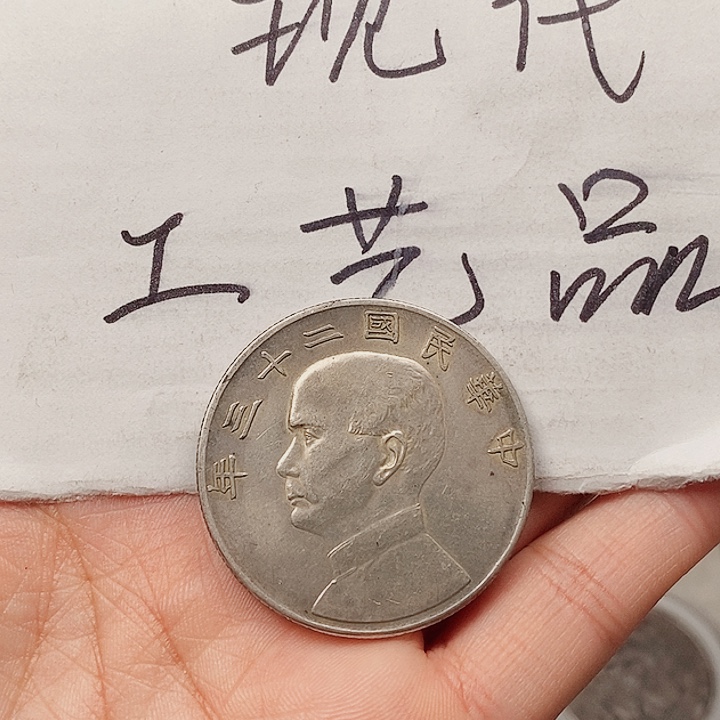 现代
工艺品
中華民國二十三年